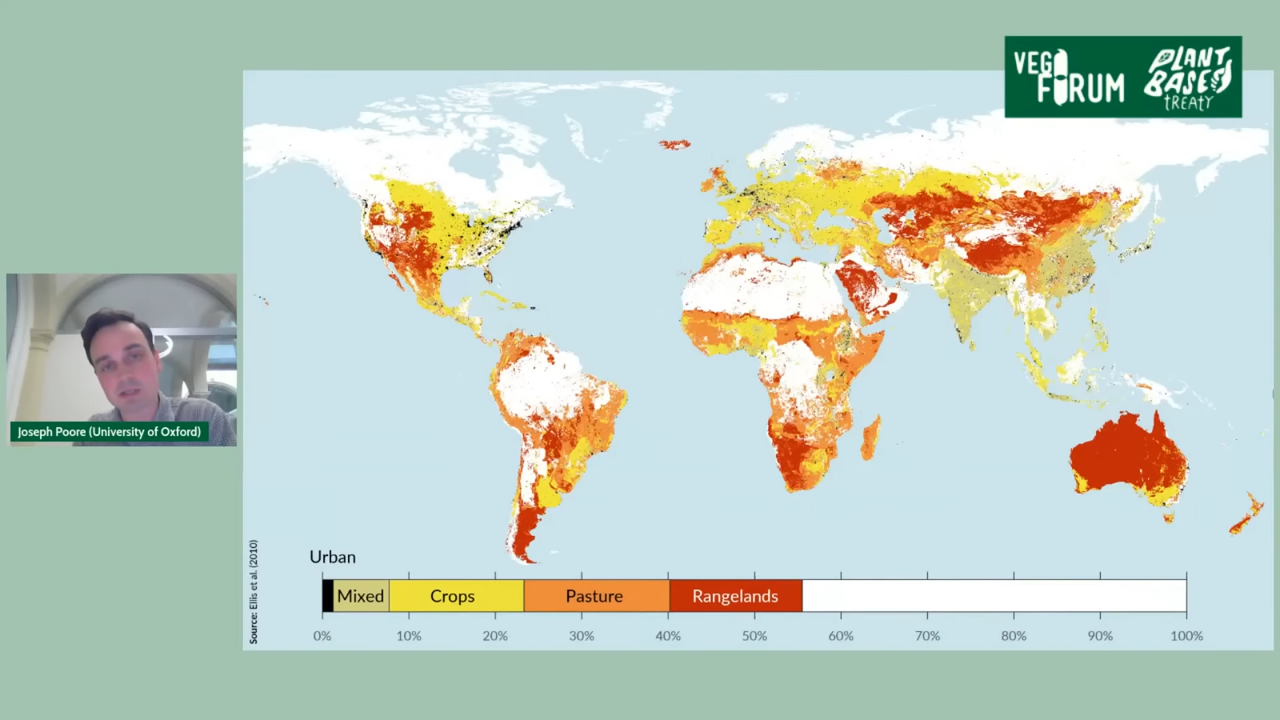 VEG FORUM
PLANT BASED TREATY
Joseph Poore (University of Oxford)
Source: Ellis et al. (2010)
Urban
Mixed Crops Pasture Rangelands
0% 10% 20% 30% 40% 50% 60% 70% 80% 90% 100%